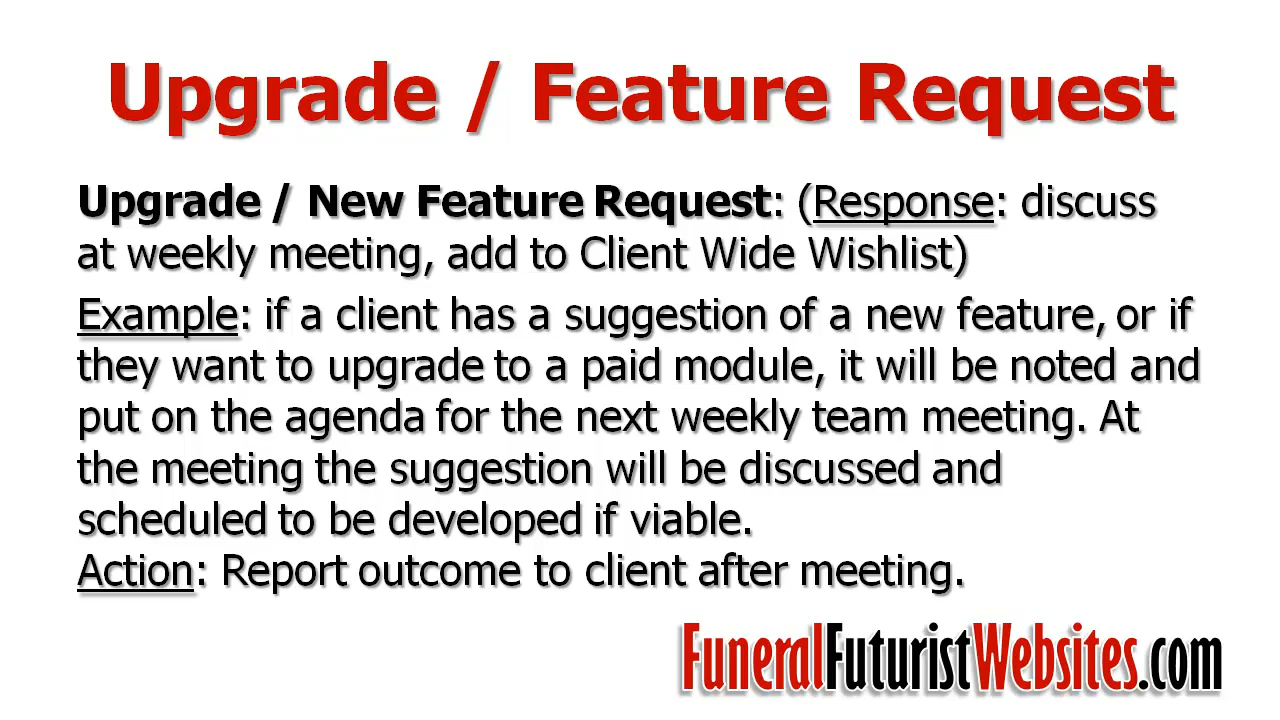 Upgrade / Feature Request
Upgrade / New Feature Request: (Response: discuss
at weekly meeting, add to Client Wide Wishlist)
Example: if a client has a suggestion of a new feature, or if
they want to upgrade to a paid module, it will be noted and
put on the agenda for the next weekly team meeting. At
the meeting the suggestion will be discussed and
scheduled to be developed if viable.
Action: Report outcome to client after meeting.
FuneralFuturistWebsites.com